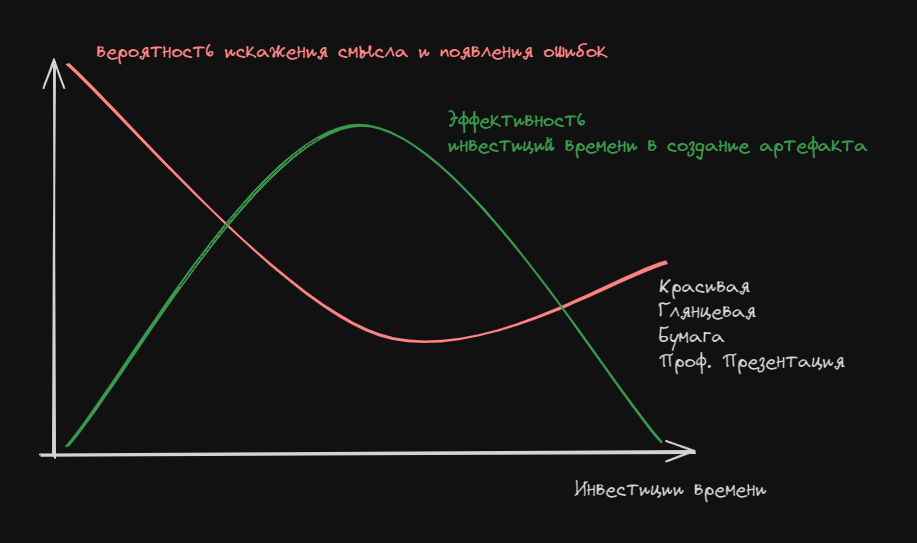 вероятность искажения смысла и появления ошибок
Эффективность
инвестиций времени в создание артефакта
Красивая
Глянцевая
Бумага
Проф. Презентация
Инвестиции времени